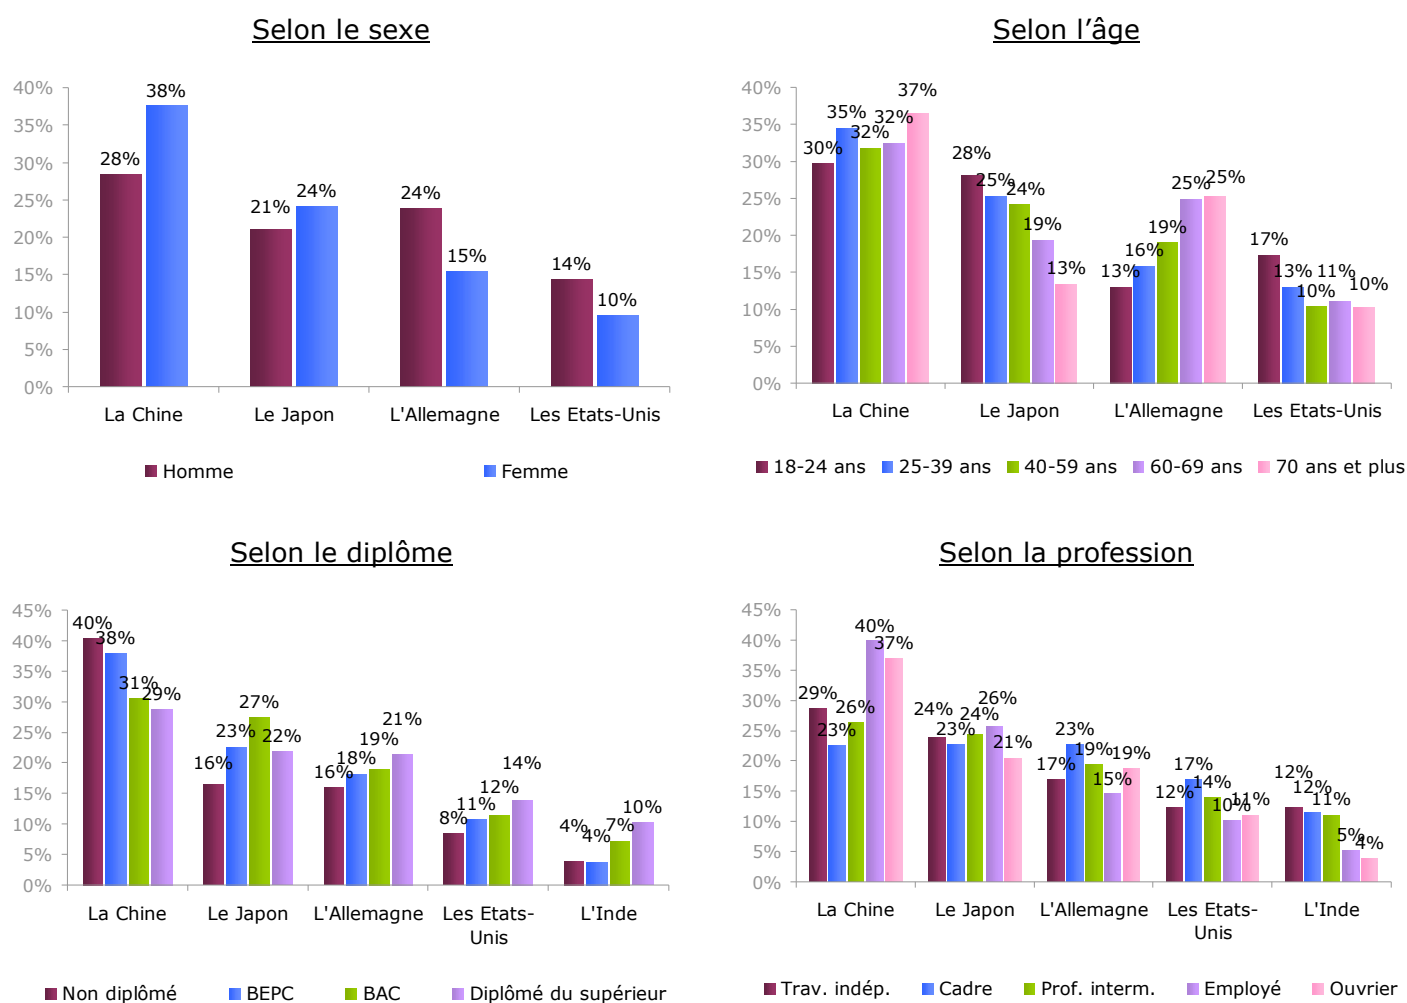 Selon le sexe
40%
35%
30%
25%
20%
15%
10%
5%
0%
28%
38%
21%
24%
24%
15%
14%
10%
La Chine
Le Japon
L'Allemagne
Les Etats-Unis
Homme
Femme
Selon l’âge
40%
35%
30%
25%
20%
15%
10%
5%
0%
30%
35%
32%
32%
37%
28%
25%
24%
19%
13%
13%
16%
19%
25%
25%
17%
13%
10%
11%
10%
La Chine
Le Japon
L'Allemagne
Les Etats-Unis
18-24 ans
25-39 ans
40-59 ans
60-69 ans
70 ans et plus
Selon le diplôme
45%
40%
35%
30%
25%
20%
15%
10%
5%
0%
40%
38%
31%
29%
16%
23%
27%
22%
16%
18%
19%
21%
8%
11%
12%
14%
4%
4%
7%
10%
La Chine
Le Japon
L'Allemagne
Les Etats-
Unis
L'Inde
Non diplômé
BEPC
BAC
Diplômé du supérieur
Selon la profession
45%
40%
35%
30%
25%
20%
15%
10%
5%
0%
29%
23%
26%
40%
37%
24%
23%
24%
26%
21%
17%
23%
19%
15%
19%
12%
17%
14%
10%
11%
12%
12%
11%
5%
4%
La Chine
Le Japon
L'Allemagne
Les Etats-
Unis
L'Inde
Trav. indép.
Cadre
Prof. interm.
Employé
Ouvrier